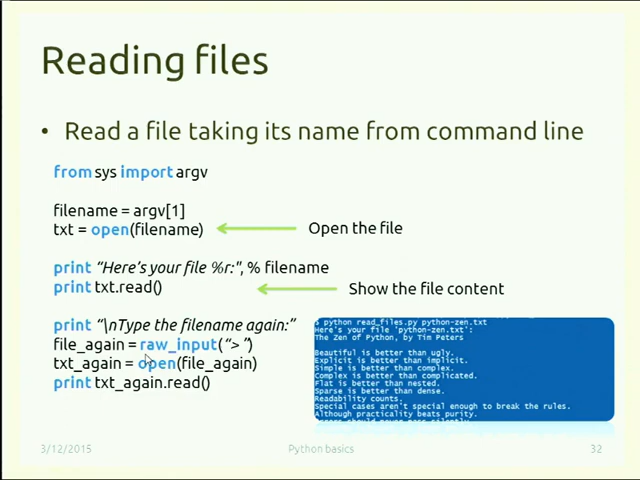 Reading files
• Read a file taking its name from command line
from sys import argv
filename = argv[1]
txt = open(filename)
Open the file
print “Here’s your file %r:", % filename
print txt.read()
Show the file content
print “\nType the filename again:”
file_again = raw_input(“> ”)
txt_again = open(file_again)
print txt_again.read()
$ python read_files.py python-zen.txt
Here's your file 'python-zen.txt':
The Zen of Python, by Tim Peters
Beautiful is better than ugly.
Explicit is better than implicit.
Simple is better than complex.
Complex is better than complicated.
Flat is better than nested.
Sparse is better than dense.
Readability counts.
Special cases aren't special enough to break the rules.
Although practicality beats purity.
Errors should never pass silently.
3/12/2015
Python basics
32